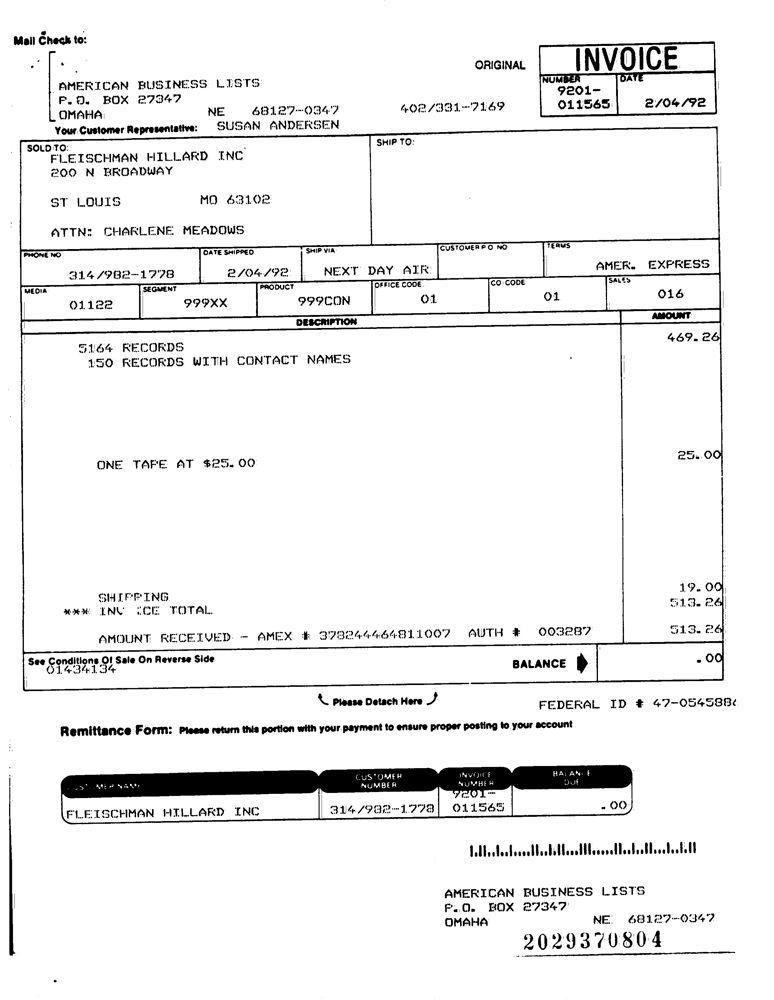 Mail Check to:
ORIGINAL
INVOICE
NUMBER
DATE
9201-
011565
2/04/92
AMERICAN BUSINESS LISTS
P.O. BOX 27347
OMAHA NE 68127-0347 402/331-7169
Your Customer Representative: SUSAN ANDERSEN
SOLD TO:
FLEISCHMAN HILLARD INC
200 N BROADWAY
ST LOUIS MO 63102
ATTN: CHARLENE MEADOWS
SHIP TO:
PHONE NO DATE SHIPPED SHIP VIA CUSTOMER P O NO TERMS
314/982-1778 2/04/92 NEXT DAY AIR AMER. EXPRESS
MEDIA SEGMENT PRODUCT OFFICE CODE CO CODE SALES
01122 999XX 999CON 01 01 016
DESCRIPTION AMOUNT
5164 RECORDS 469.26
150 RECORDS WITH CONTACT NAMES
ONE TAPE AT $25.00 25.00
SHIPPING 19.00
*** INV ICE TOTAL 513.26
AMOUNT RECEIVED - AMEX # 378244464811007 AUTH # 003287 513.26
See Conditions Of Sale On Reverse Side
01434134
BALANCE .00
Please Detach Here
FEDERAL ID # 47-0545886
Remittance Form: Please return this portion with your payment to ensure proper posting to your account
CUSTOMER NAME CUSTOMER NUMBER INVOICE NUMBER BALANCE DUE
FLEISCHMAN HILLARD INC 314/982-1778 9201-011565 .00
AMERICAN BUSINESS LISTS
P.O. BOX 27347
OMAHA NE 68127-0347
2029370804